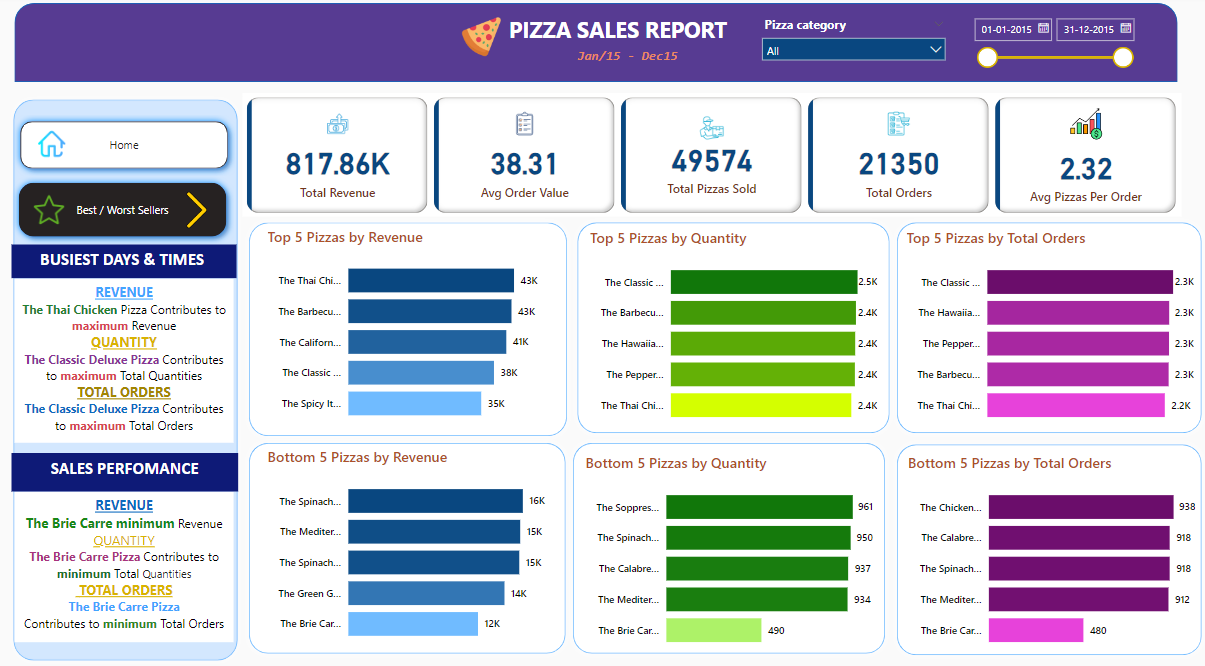 PIZZA SALES REPORT
Jan/15 - Dec15
Pizza category
All
01-01-2015
31-12-2015
Home
Best / Worst Sellers
BUSIEST DAYS & TIMES
REVENUE
The Thai Chicken Pizza Contributes to
maximum Revenue
QUANTITY
The Classic Deluxe Pizza Contributes
to maximum Total Quantities
TOTAL ORDERS
The Classic Deluxe Pizza Contributes
to maximum Total Orders
SALES PERFOMANCE
REVENUE
The Brie Carre minimum Revenue
QUANTITY
The Brie Carre Pizza Contributes to
minimum Total Quantities
TOTAL ORDERS
The Brie Carre Pizza
Contributes to minimum Total Orders
817.86K
Total Revenue
38.31
Avg Order Value
49574
Total Pizzas Sold
21350
Total Orders
2.32
Avg Pizzas Per Order
Top 5 Pizzas by Revenue
The Thai Chi... 43K
The Barbecu... 43K
The Californ... 41K
The Classic ... 38K
The Spicy It... 35K
Top 5 Pizzas by Quantity
The Classic ... 2.5K
The Barbecu... 2.4K
The Hawaiia... 2.4K
The Pepper... 2.4K
The Thai Chi... 2.4K
Top 5 Pizzas by Total Orders
The Classic ... 2.3K
The Hawaiia... 2.3K
The Pepper... 2.3K
The Barbecu... 2.3K
The Thai Chi... 2.2K
Bottom 5 Pizzas by Revenue
The Spinach... 16K
The Mediter... 15K
The Spinach... 15K
The Green G... 14K
The Brie Car... 12K
Bottom 5 Pizzas by Quantity
The Soppres... 961
The Spinach... 950
The Calabre... 937
The Mediter... 934
The Brie Car... 490
Bottom 5 Pizzas by Total Orders
The Chicken... 938
The Calabre... 918
The Spinach... 918
The Mediter... 912
The Brie Car... 480